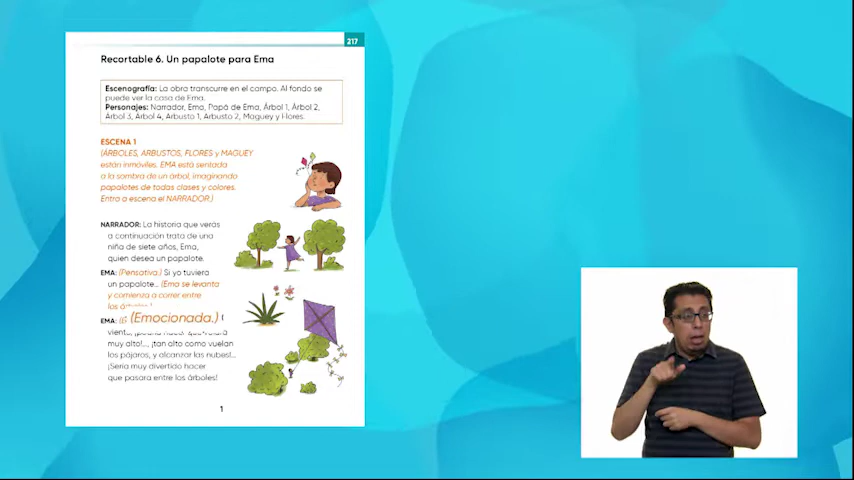 217
Recortable 6. Un papalote para Ema
Escenografía: La obra transcurre en el campo. Al fondo se
puede ver la casa de Ema.
Personajes: Narrador, Ema, Papá de Ema, Árbol 1, Árbol 2,
Árbol 3, Árbol 4, Arbusto 1, Arbusto 2, Maguey y Flores.
ESCENA 1
(ÁRBOLES, ARBUSTOS, FLORES y MAGUEY
están inmóviles. EMA está sentada
a la sombra de un árbol, imaginando
papalotes de todas clases y colores.
Entra a escena el NARRADOR.)
NARRADOR: La historia que verás
a continuación trata de una
niña de siete años, Ema,
quien desea un papalote.
EMA: (Pensativa.) Si yo tuviera
un papalote... (Ema se levanta
y comienza a correr entre
los
EMA: (Emocionada.)
muy alto!..., ¡tan alto como vuelan
los pájaros, y alcanzar las nubes!...
¡Sería muy divertido hacer
que pasara entre los árboles!
1